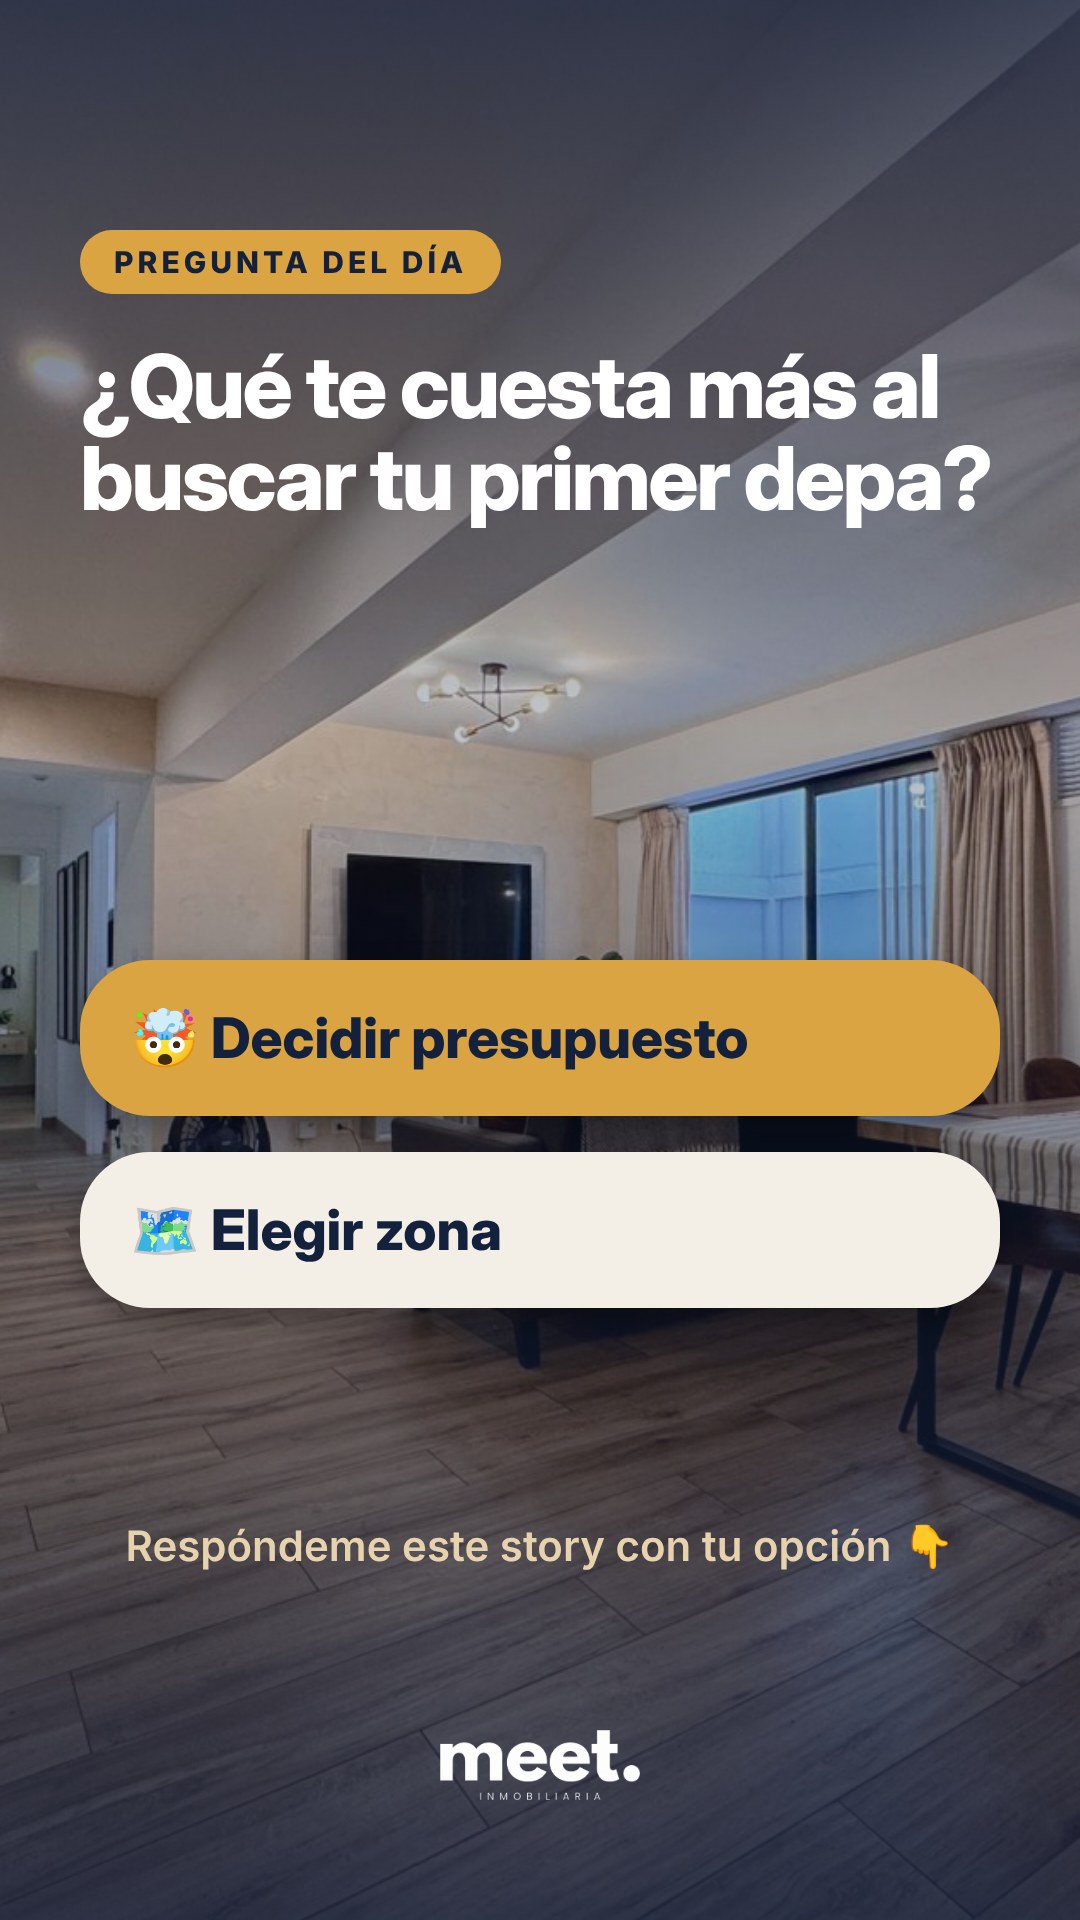 PREGUNTA DEL DÍA
¿Qué te cuesta más al
buscar tu primer depa?
🤯 Decidir presupuesto
🗺️ Elegir zona
Respóndeme este story con tu opción 👇
meet.
INMOBILIARIA